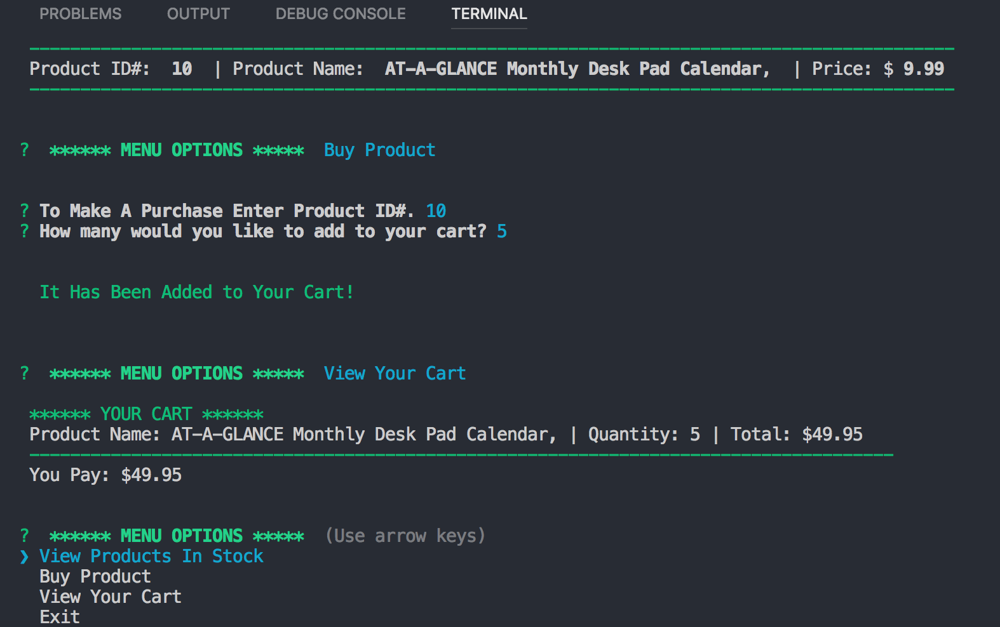 PROBLEMS OUTPUT DEBUG CONSOLE TERMINAL
-------------------------------------------------------------------------------------------
Product ID#:  10  | Product Name:  AT-A-GLANCE Monthly Desk Pad Calendar,  | Price: $ 9.99
-------------------------------------------------------------------------------------------
?  ****** MENU OPTIONS *****  Buy Product
? To Make A Purchase Enter Product ID#. 10
? How many would you like to add to your cart? 5
It Has Been Added to Your Cart!
?  ****** MENU OPTIONS *****  View Your Cart
****** YOUR CART ******
Product Name: AT-A-GLANCE Monthly Desk Pad Calendar, | Quantity: 5 | Total: $49.95
-------------------------------------------------------------------------------------
You Pay: $49.95
?  ****** MENU OPTIONS *****  (Use arrow keys)
❯ View Products In Stock
Buy Product
View Your Cart
Exit